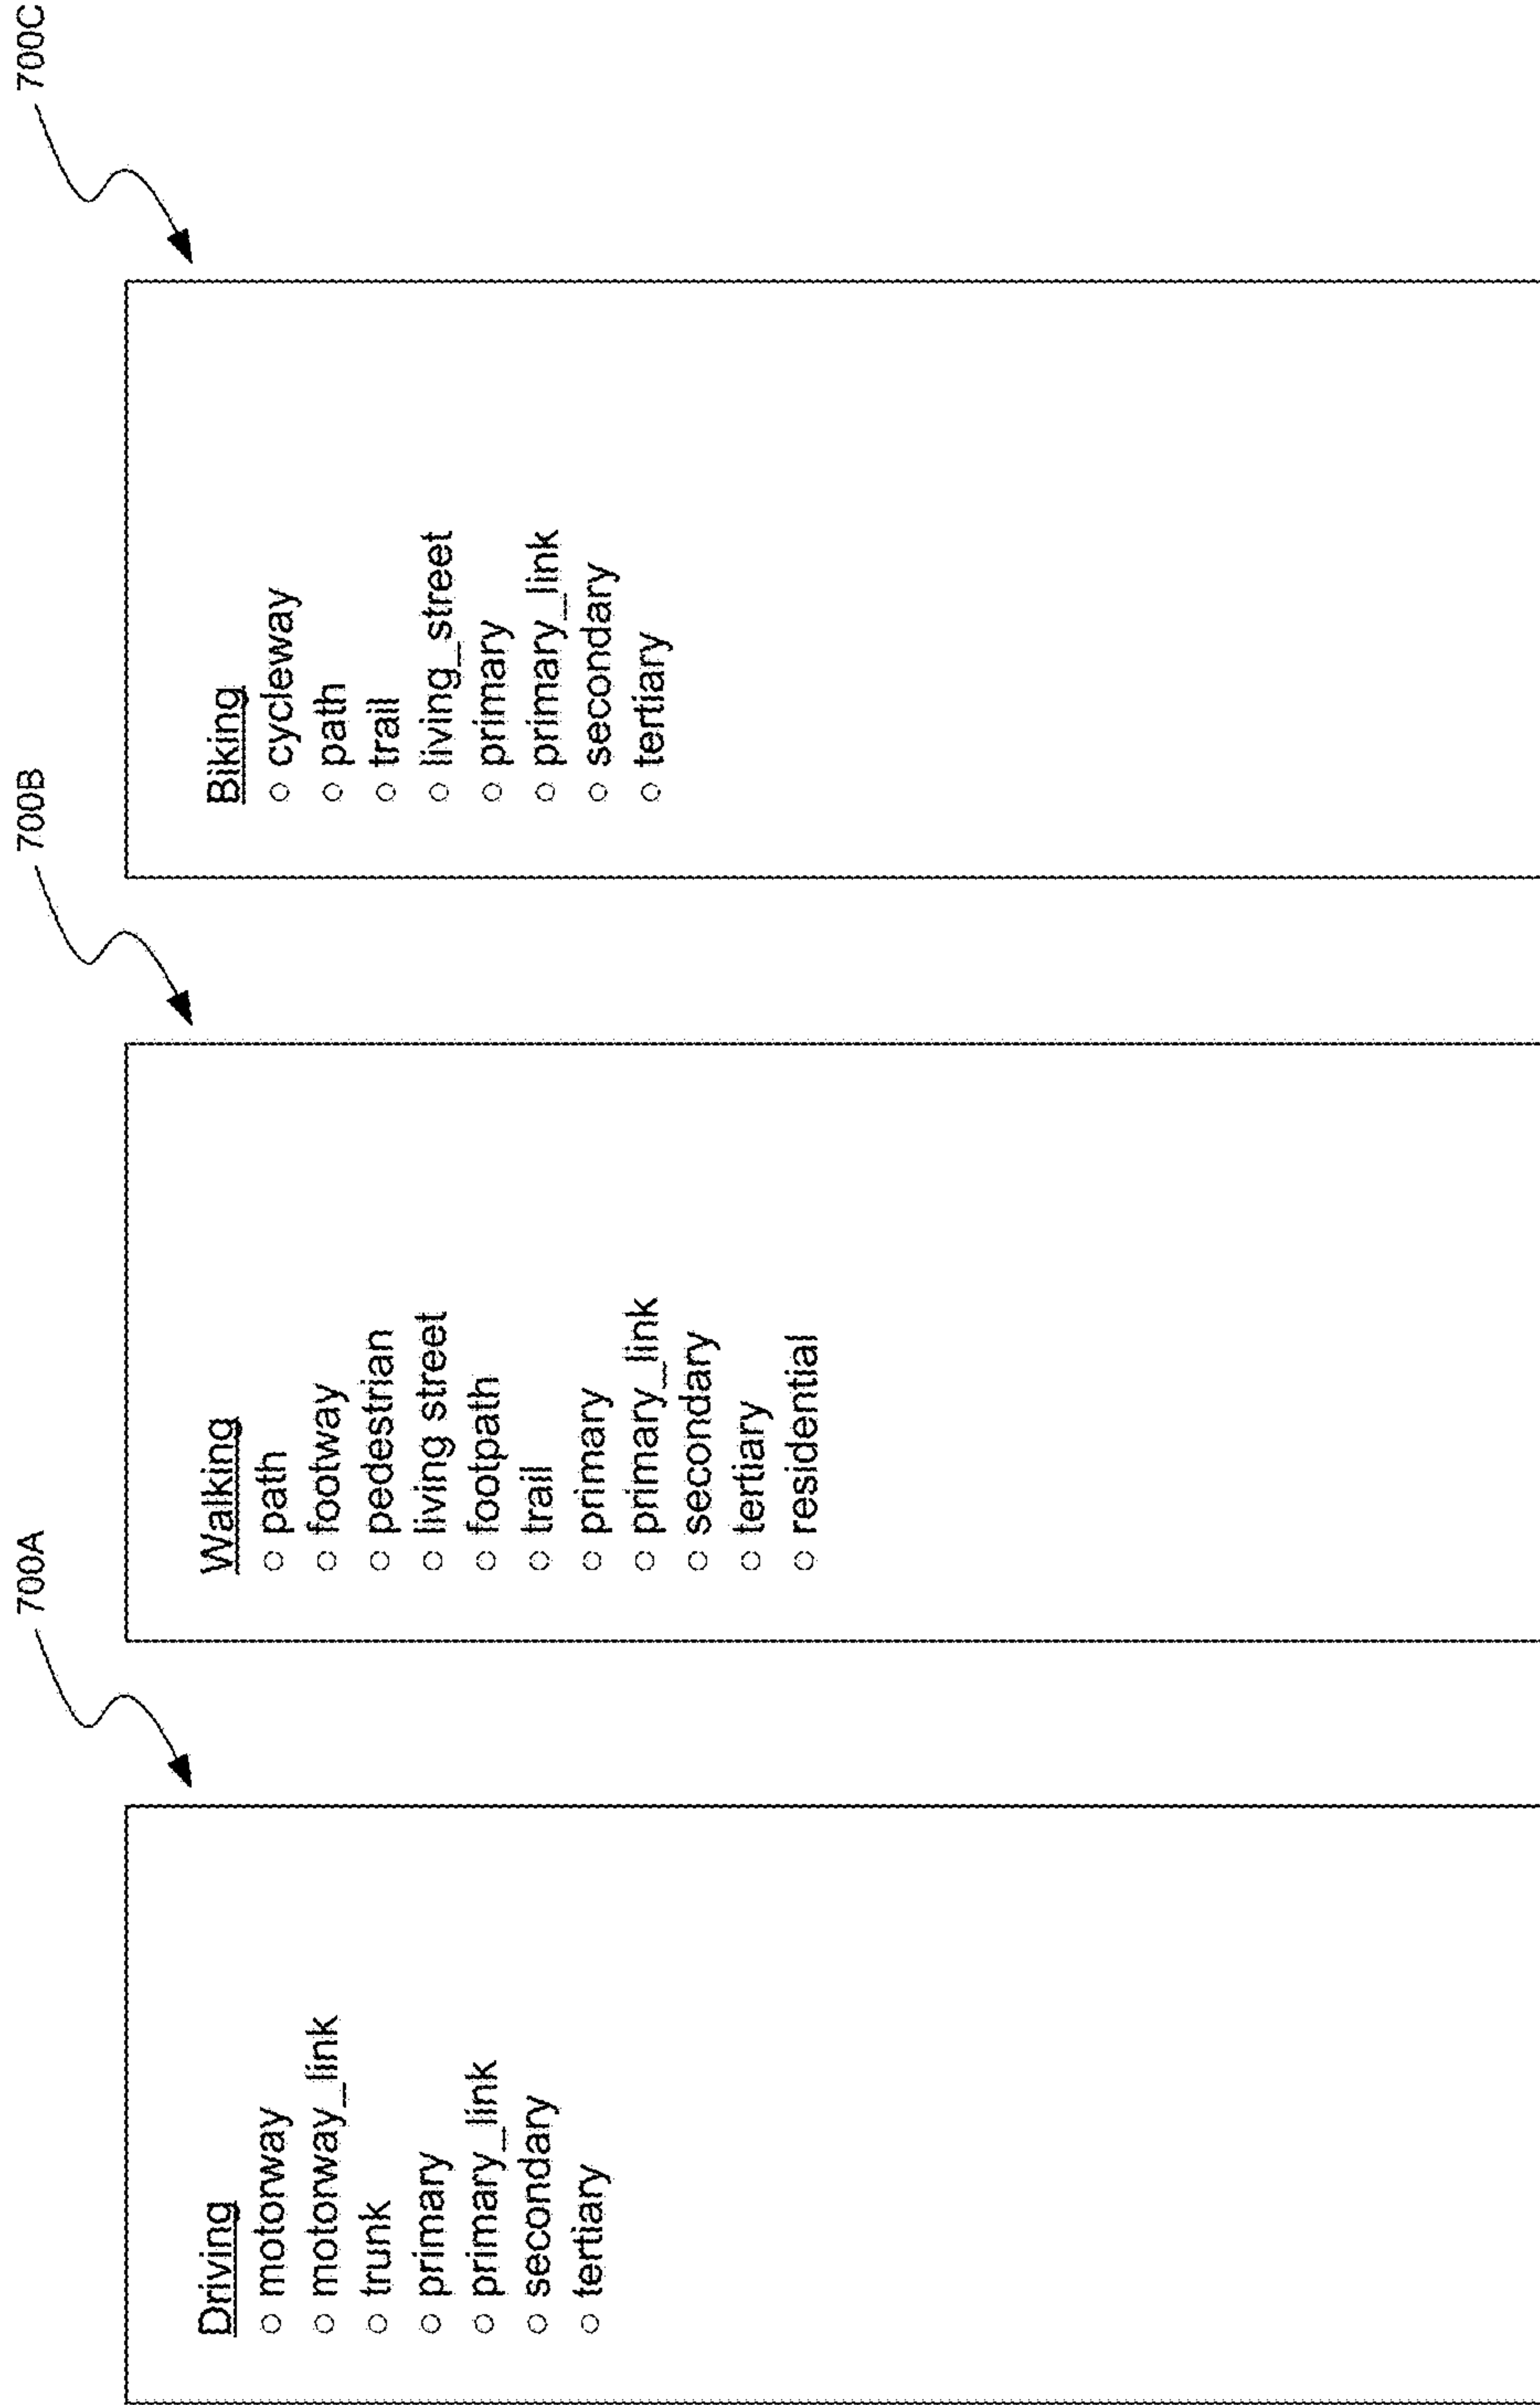 700A
Driving
○ motorway
○ motorway_link
○ trunk
○ primary
○ primary_link
○ secondary
○ tertiary
700B
Walking
○ path
○ footway
○ pedestrian
○ living street
○ footpath
○ trail
○ primary
○ primary_link
○ secondary
○ tertiary
○ residential
700C
Biking
○ cycleway
○ path
○ trail
○ living_street
○ primary
○ primary_link
○ secondary
○ tertiary